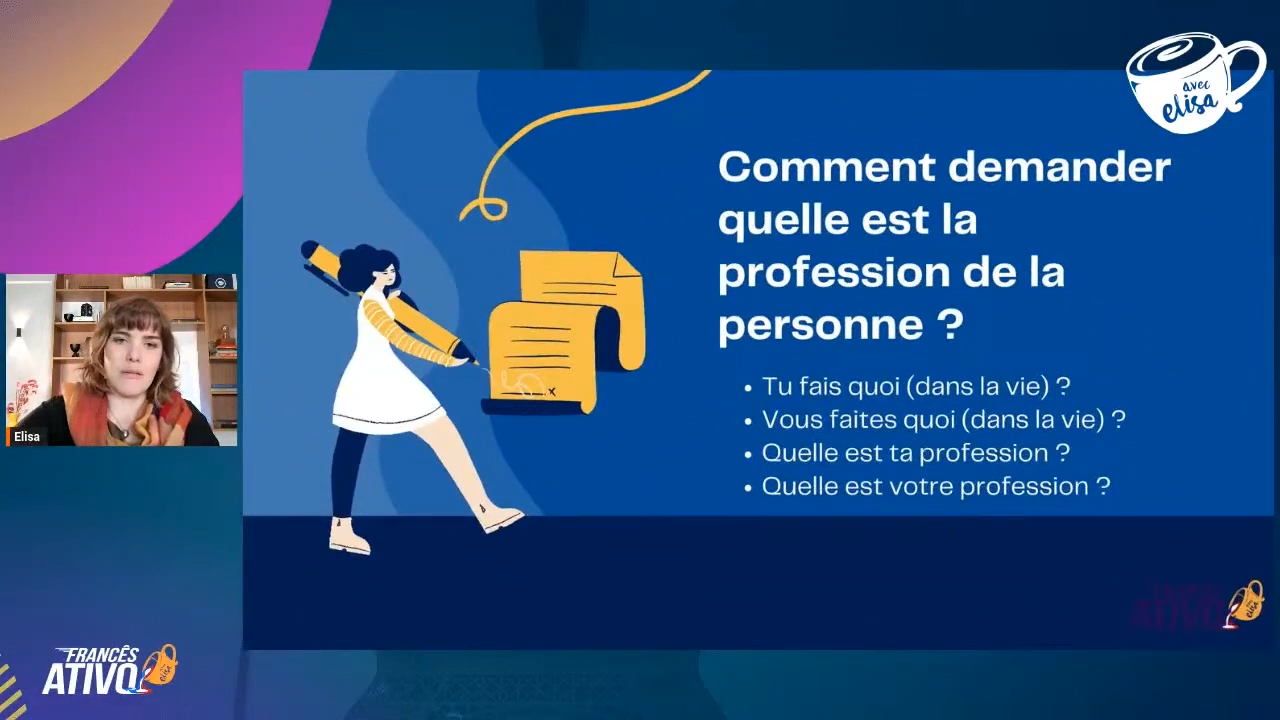 avec
elisa
Comment demander
quelle est la
profession de la
personne ?
• Tu fais quoi (dans la vie) ?
• Vous faites quoi (dans la vie) ?
• Quelle est ta profession ?
• Quelle est votre profession ?
Elisa
ATIVO
FRANCÊS
ATIVO